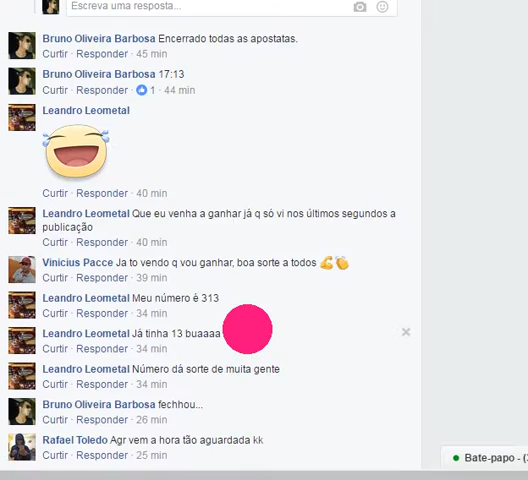 Escreva uma resposta...
Bruno Oliveira Barbosa Encerrado todas as apostatas.
Curtir · Responder · 45 min
Bruno Oliveira Barbosa 17:13
Curtir · Responder · 1 · 44 min
Leandro Leometal
Curtir · Responder · 40 min
Leandro Leometal Que eu venha a ganhar já q só vi nos últimos segundos a
publicação
Curtir · Responder · 40 min
Vinicius Pacce Ja to vendo q vou ganhar, boa sorte a todos 💪👏
Curtir · Responder · 39 min
Leandro Leometal Meu número é 313
Curtir · Responder · 34 min
Leandro Leometal Já tinha 13 buaaaa
Curtir · Responder · 34 min
Leandro Leometal Número dá sorte de muita gente
Curtir · Responder · 34 min
Bruno Oliveira Barbosa fechhou...
Curtir · Responder · 26 min
Rafael Toledo Agr vem a hora tão aguardada kk
Curtir · Responder · 25 min
Bate-papo - (